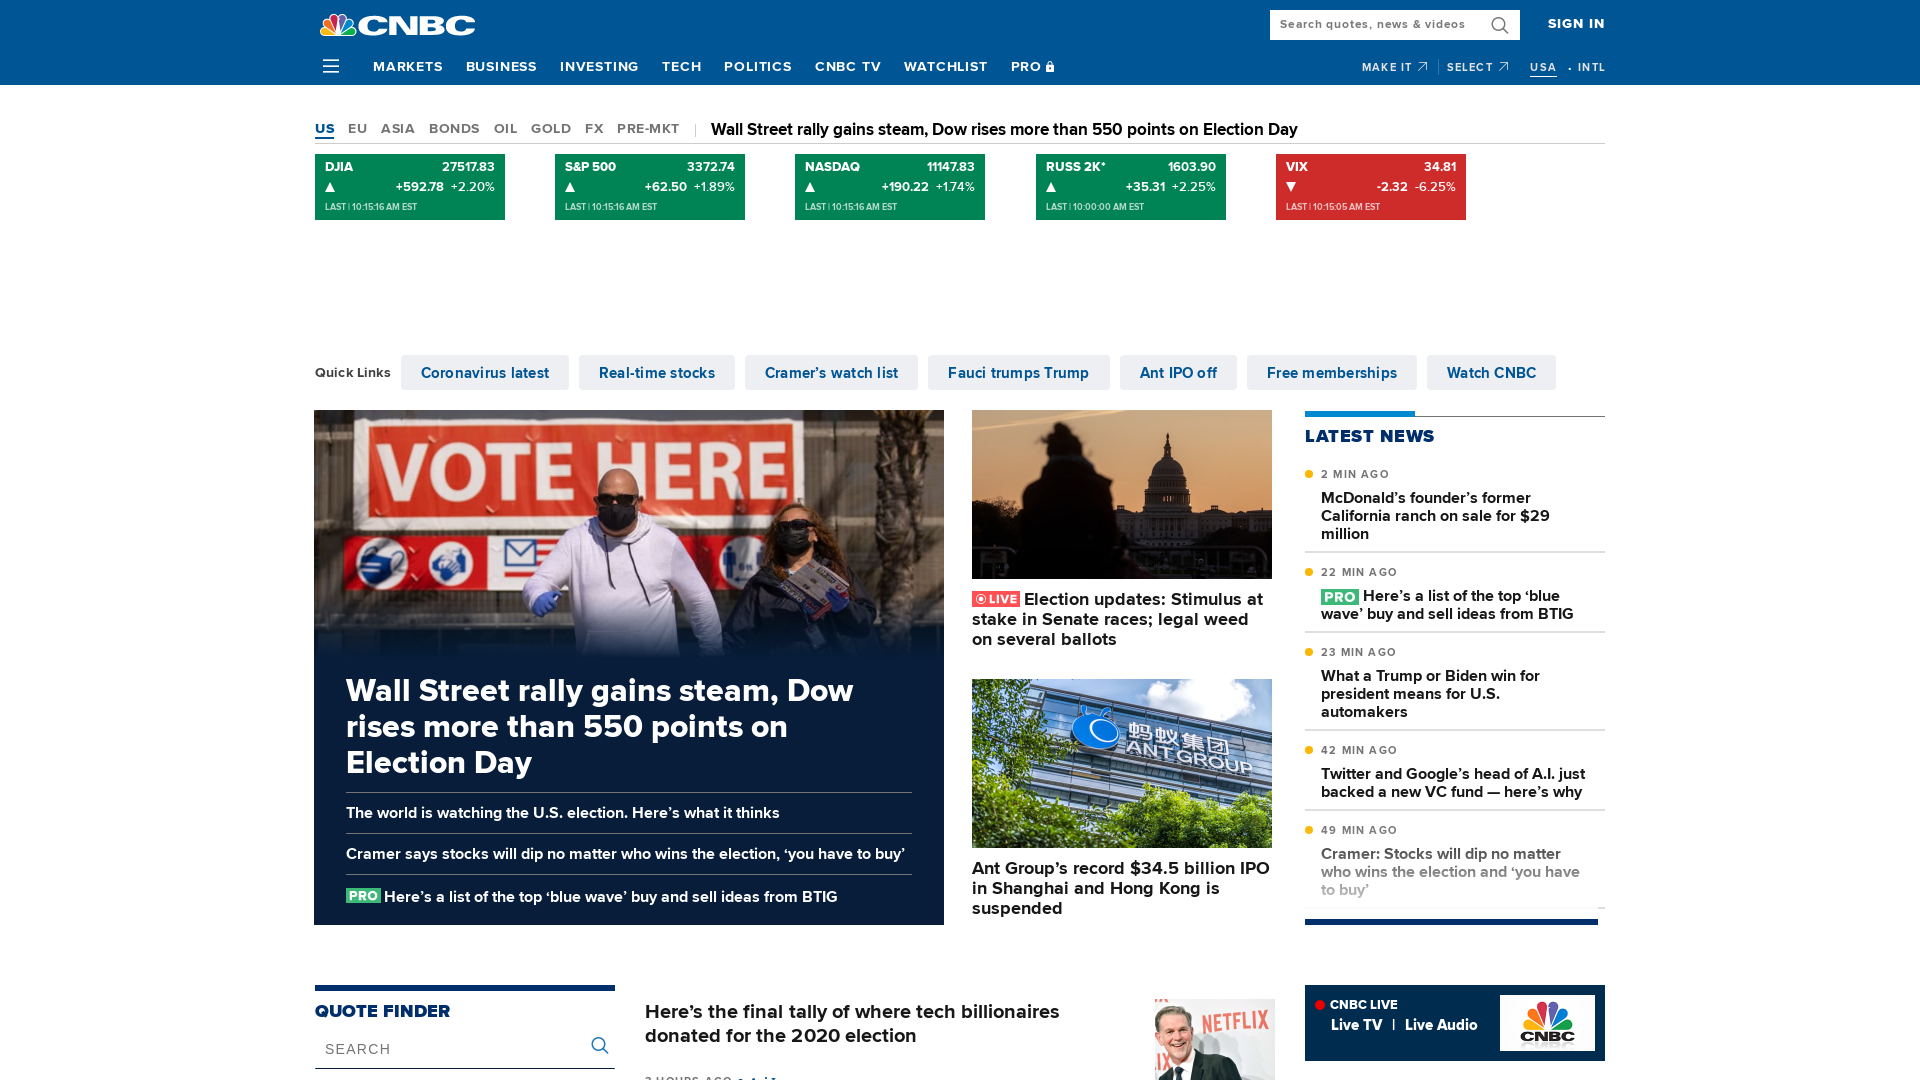 CNBC
Search quotes, news & videos
SIGN IN
MARKETS BUSINESS INVESTING TECH POLITICS CNBC TV WATCHLIST PRO
MAKE IT SELECT USA • INTL
US EU ASIA BONDS OIL GOLD FX PRE-MKT
Wall Street rally gains steam, Dow rises more than 550 points on Election Day
DJIA 27517.83
+592.78 +2.20%
LAST | 10:15:16 AM EST
S&P 500 3372.74
+62.50 +1.89%
LAST | 10:15:16 AM EST
NASDAQ 11147.83
+190.22 +1.74%
LAST | 10:15:16 AM EST
RUSS 2K* 1603.90
+35.31 +2.25%
LAST | 10:00:00 AM EST
VIX 34.81
-2.32 -6.25%
LAST | 10:15:05 AM EST
Quick Links
Coronavirus latest
Real-time stocks
Cramer’s watch list
Fauci trumps Trump
Ant IPO off
Free memberships
Watch CNBC
VOTE HERE
Wall Street rally gains steam, Dow
rises more than 550 points on
Election Day
The world is watching the U.S. election. Here’s what it thinks
Cramer says stocks will dip no matter who wins the election, ‘you have to buy’
PRO Here’s a list of the top ‘blue wave’ buy and sell ideas from BTIG
LIVE Election updates: Stimulus at
stake in Senate races; legal weed
on several ballots
蚂蚁集团
ANT GROUP
Ant Group’s record $34.5 billion IPO
in Shanghai and Hong Kong is
suspended
LATEST NEWS
2 MIN AGO
McDonald’s founder’s former
California ranch on sale for $29
million
22 MIN AGO
PRO Here’s a list of the top ‘blue
wave’ buy and sell ideas from BTIG
23 MIN AGO
What a Trump or Biden win for
president means for U.S.
automakers
42 MIN AGO
Twitter and Google’s head of A.I. just
backed a new VC fund — here’s why
49 MIN AGO
Cramer: Stocks will dip no matter
who wins the election and ‘you have
to buy’
QUOTE FINDER
SEARCH
Here’s the final tally of where tech billionaires
donated for the 2020 election
NETFLIX
CNBC LIVE
Live TV | Live Audio
CNBC